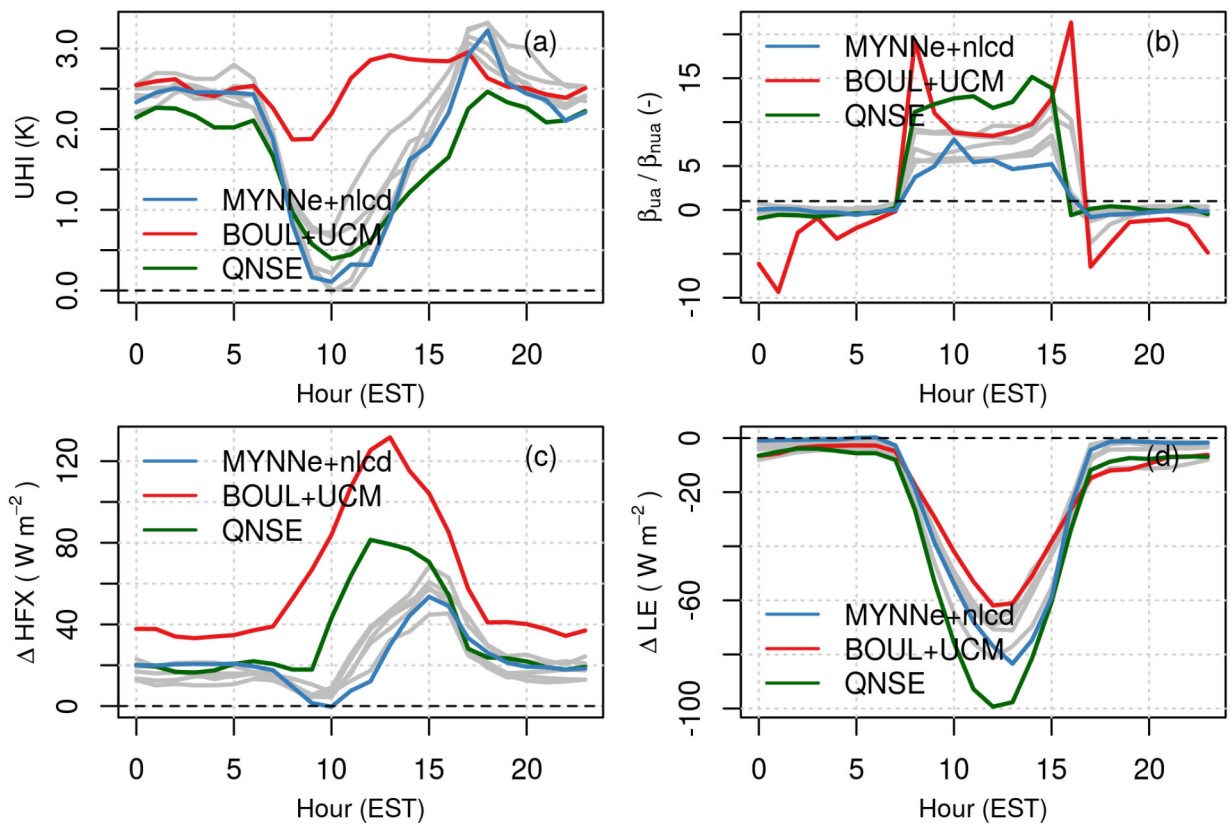 (a)
UHI (K)
3.0
2.0
1.0
0.0
MYNNe+nlcd
BOUL+UCM
QNSE
0 5 10 15 20
Hour (EST)
(b)
βua / βnua (-)
15
5
0
-10
MYNNe+nlcd
BOUL+UCM
QNSE
0 5 10 15 20
Hour (EST)
(c)
Δ HFX ( W m⁻²)
120
80
40
0
MYNNe+nlcd
BOUL+UCM
QNSE
0 5 10 15 20
Hour (EST)
(d)
Δ LE ( W m⁻²)
0
-20
-60
-100
MYNNe+nlcd
BOUL+UCM
QNSE
0 5 10 15 20
Hour (EST)